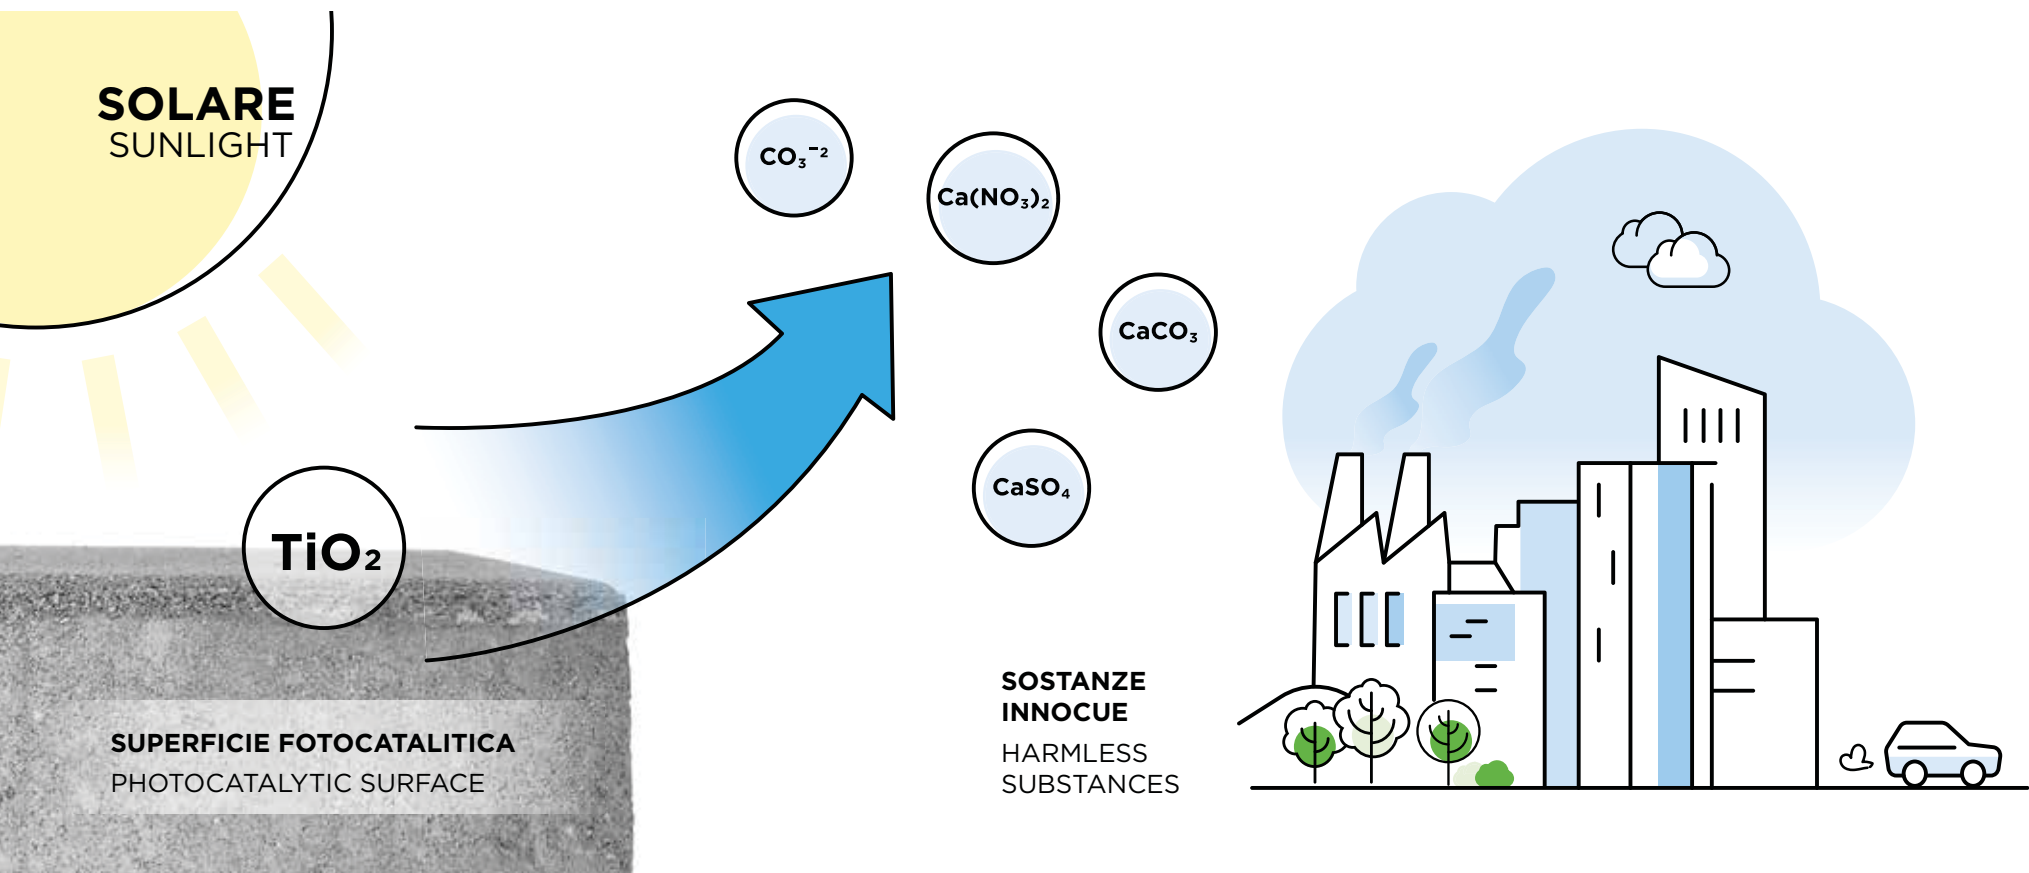 SOLARE
SUNLIGHT
CO₃⁻²
Ca(NO₃)₂
CaCO₃
CaSO₄
TiO₂
SUPERFICIE FOTOCATALITICA
PHOTOCATALYTIC SURFACE
SOSTANZE
INNOCUE
HARMLESS
SUBSTANCES